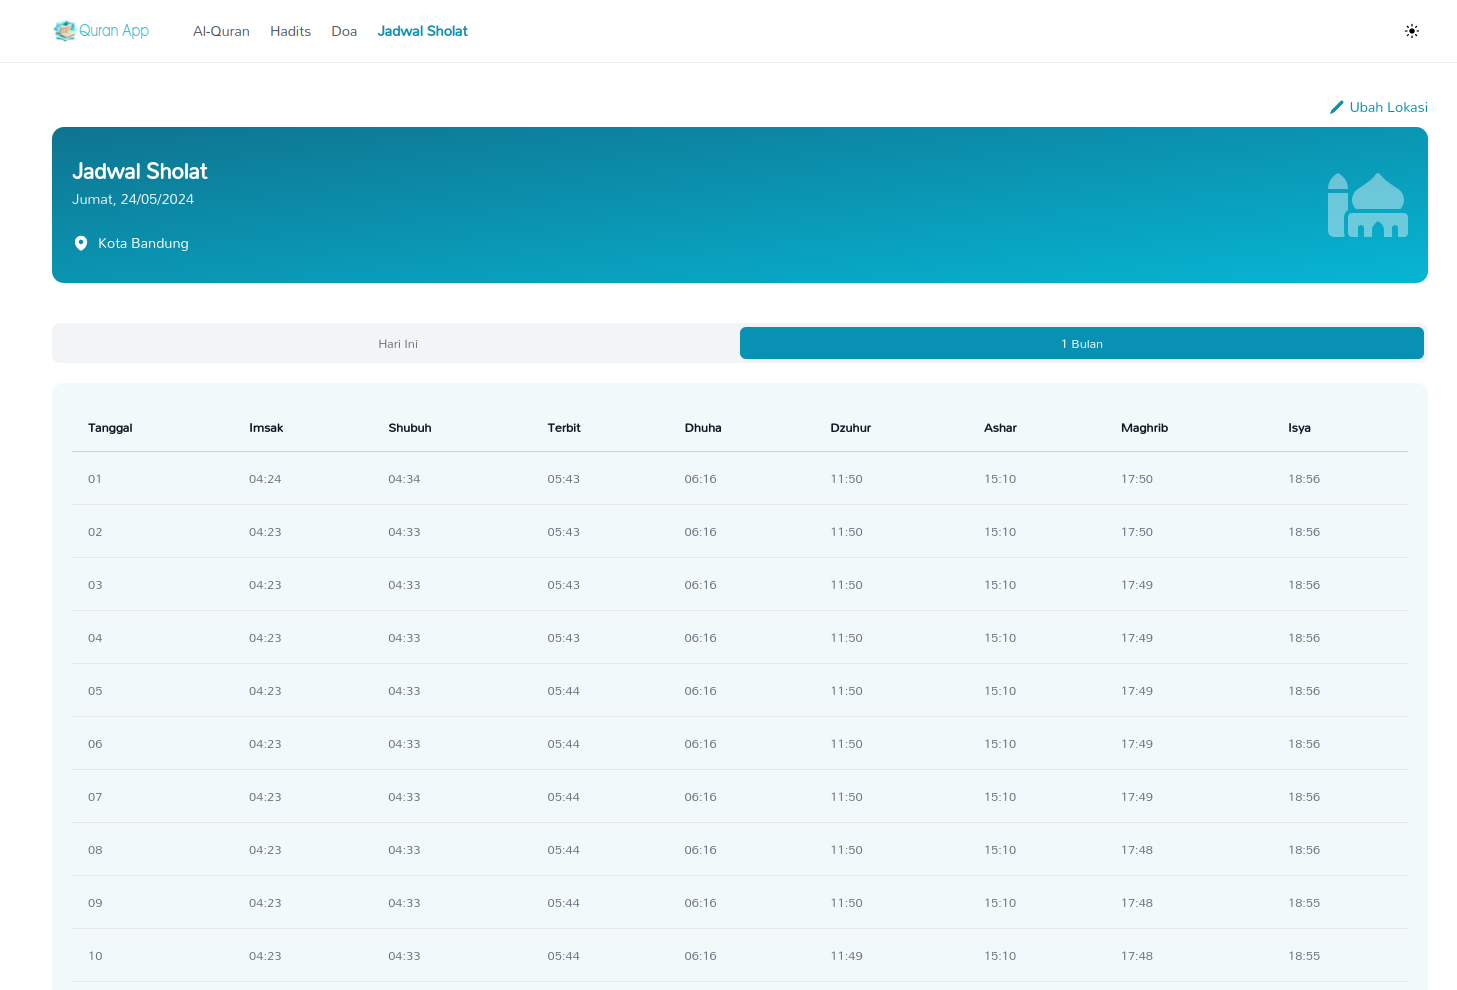 Quran App Al-Quran Hadits Doa Jadwal Sholat
Ubah Lokasi
Jadwal Sholat
Jumat, 24/05/2024
Kota Bandung
Hari Ini 1 Bulan
Tanggal Imsak Shubuh Terbit Dhuha Dzuhur Ashar Maghrib Isya
01 04:24 04:34 05:43 06:16 11:50 15:10 17:50 18:56
02 04:23 04:33 05:43 06:16 11:50 15:10 17:50 18:56
03 04:23 04:33 05:43 06:16 11:50 15:10 17:49 18:56
04 04:23 04:33 05:43 06:16 11:50 15:10 17:49 18:56
05 04:23 04:33 05:44 06:16 11:50 15:10 17:49 18:56
06 04:23 04:33 05:44 06:16 11:50 15:10 17:49 18:56
07 04:23 04:33 05:44 06:16 11:50 15:10 17:49 18:56
08 04:23 04:33 05:44 06:16 11:50 15:10 17:48 18:56
09 04:23 04:33 05:44 06:16 11:50 15:10 17:48 18:55
10 04:23 04:33 05:44 06:16 11:49 15:10 17:48 18:55